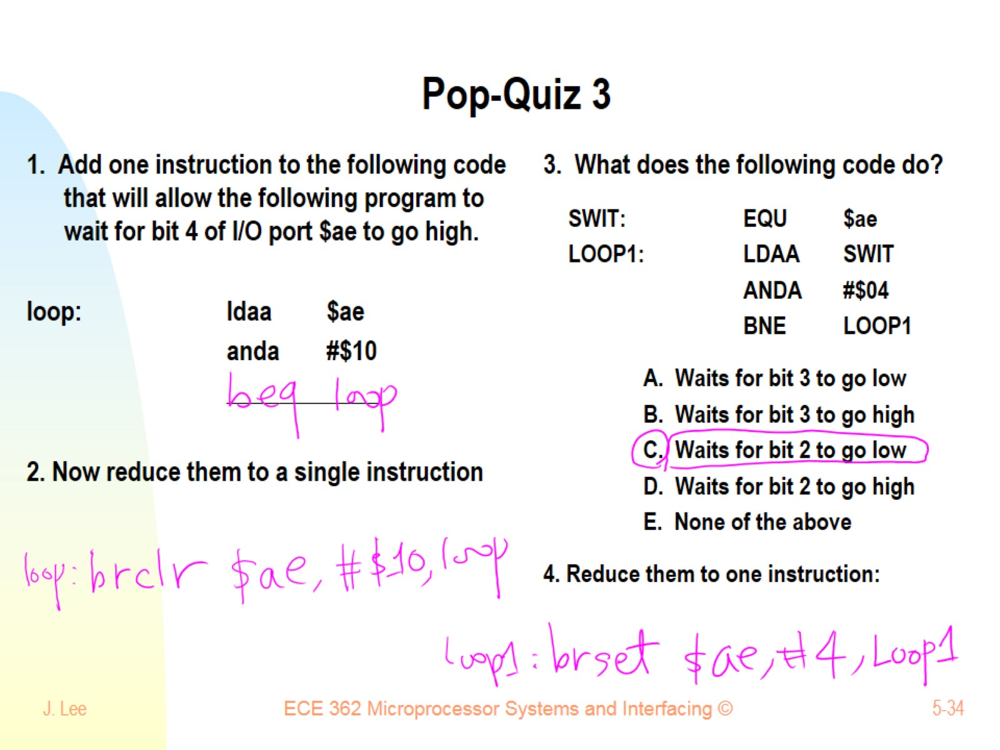 Pop-Quiz 3
1. Add one instruction to the following code
that will allow the following program to
wait for bit 4 of I/O port $ae to go high.
loop: ldaa $ae
anda #$10
beq loop
2. Now reduce them to a single instruction
loop: brclr $ae, #$10, loop
3. What does the following code do?
SWIT: EQU $ae
LOOP1: LDAA SWIT
ANDA #$04
BNE LOOP1
A. Waits for bit 3 to go low
B. Waits for bit 3 to go high
C. Waits for bit 2 to go low
D. Waits for bit 2 to go high
E. None of the above
4. Reduce them to one instruction:
Loop1: brset $ae, #4, Loop1
J. Lee
ECE 362 Microprocessor Systems and Interfacing ©
5-34